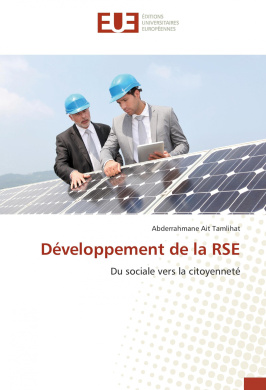 EUE
ÉDITIONS
UNIVERSITAIRES
EUROPÉENNES
Abderrahmane Ait Tamlihat
Développement de la RSE
Du sociale vers la citoyenneté